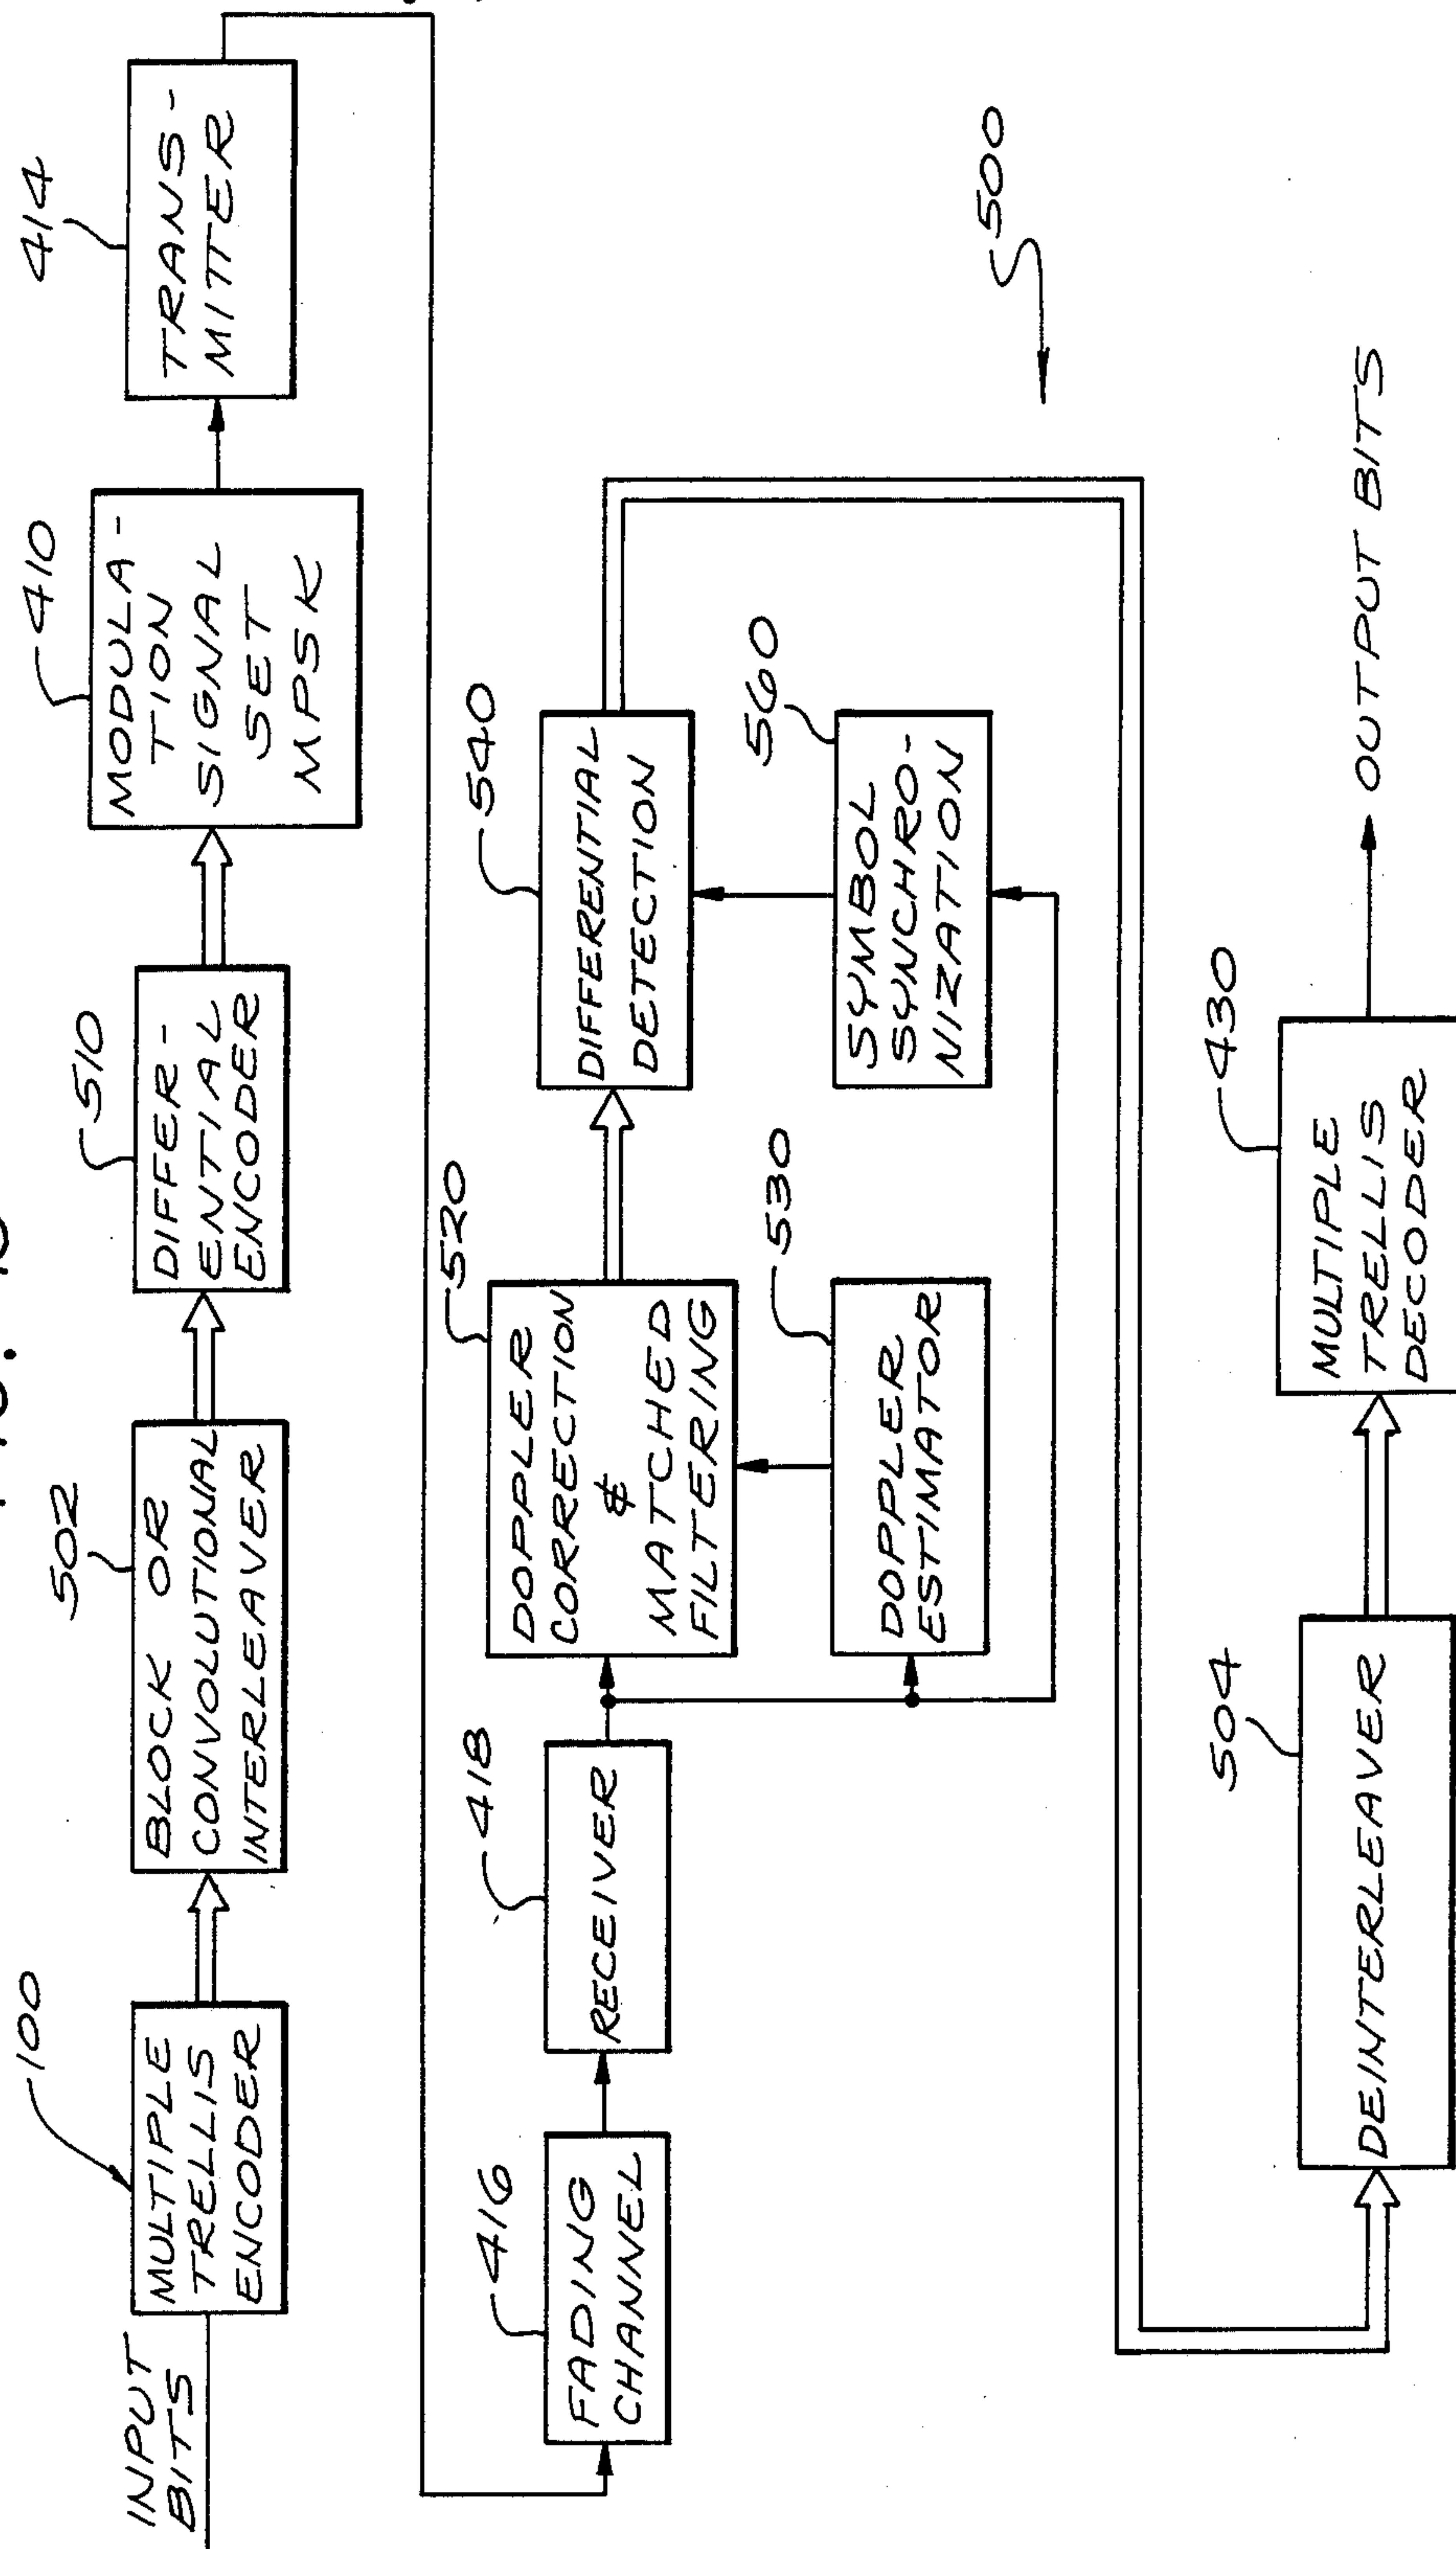 INPUT
BITS
100
MULTIPLE
TRELLIS
ENCODER
502
BLOCK OR
CONVOLUTIONAL
INTERLEAVER
510
DIFFER-
ENTIAL
ENCODER
410
MODULA-
TION
SIGNAL
SET
MPSK
414
TRANS-
MITTER
416
FADING
CHANNEL
418
RECEIVER
520
DOPPLER
CORRECTION
&
MATCHED
FILTERING
530
DOPPLER
ESTIMATOR
540
DIFFERENTIAL
DETECTION
560
SYMBOL
SYNCHRO-
NIZATION
500
504
DEINTERLEAVER
430
MULTIPLE
TRELLIS
DECODER
OUTPUT BITS